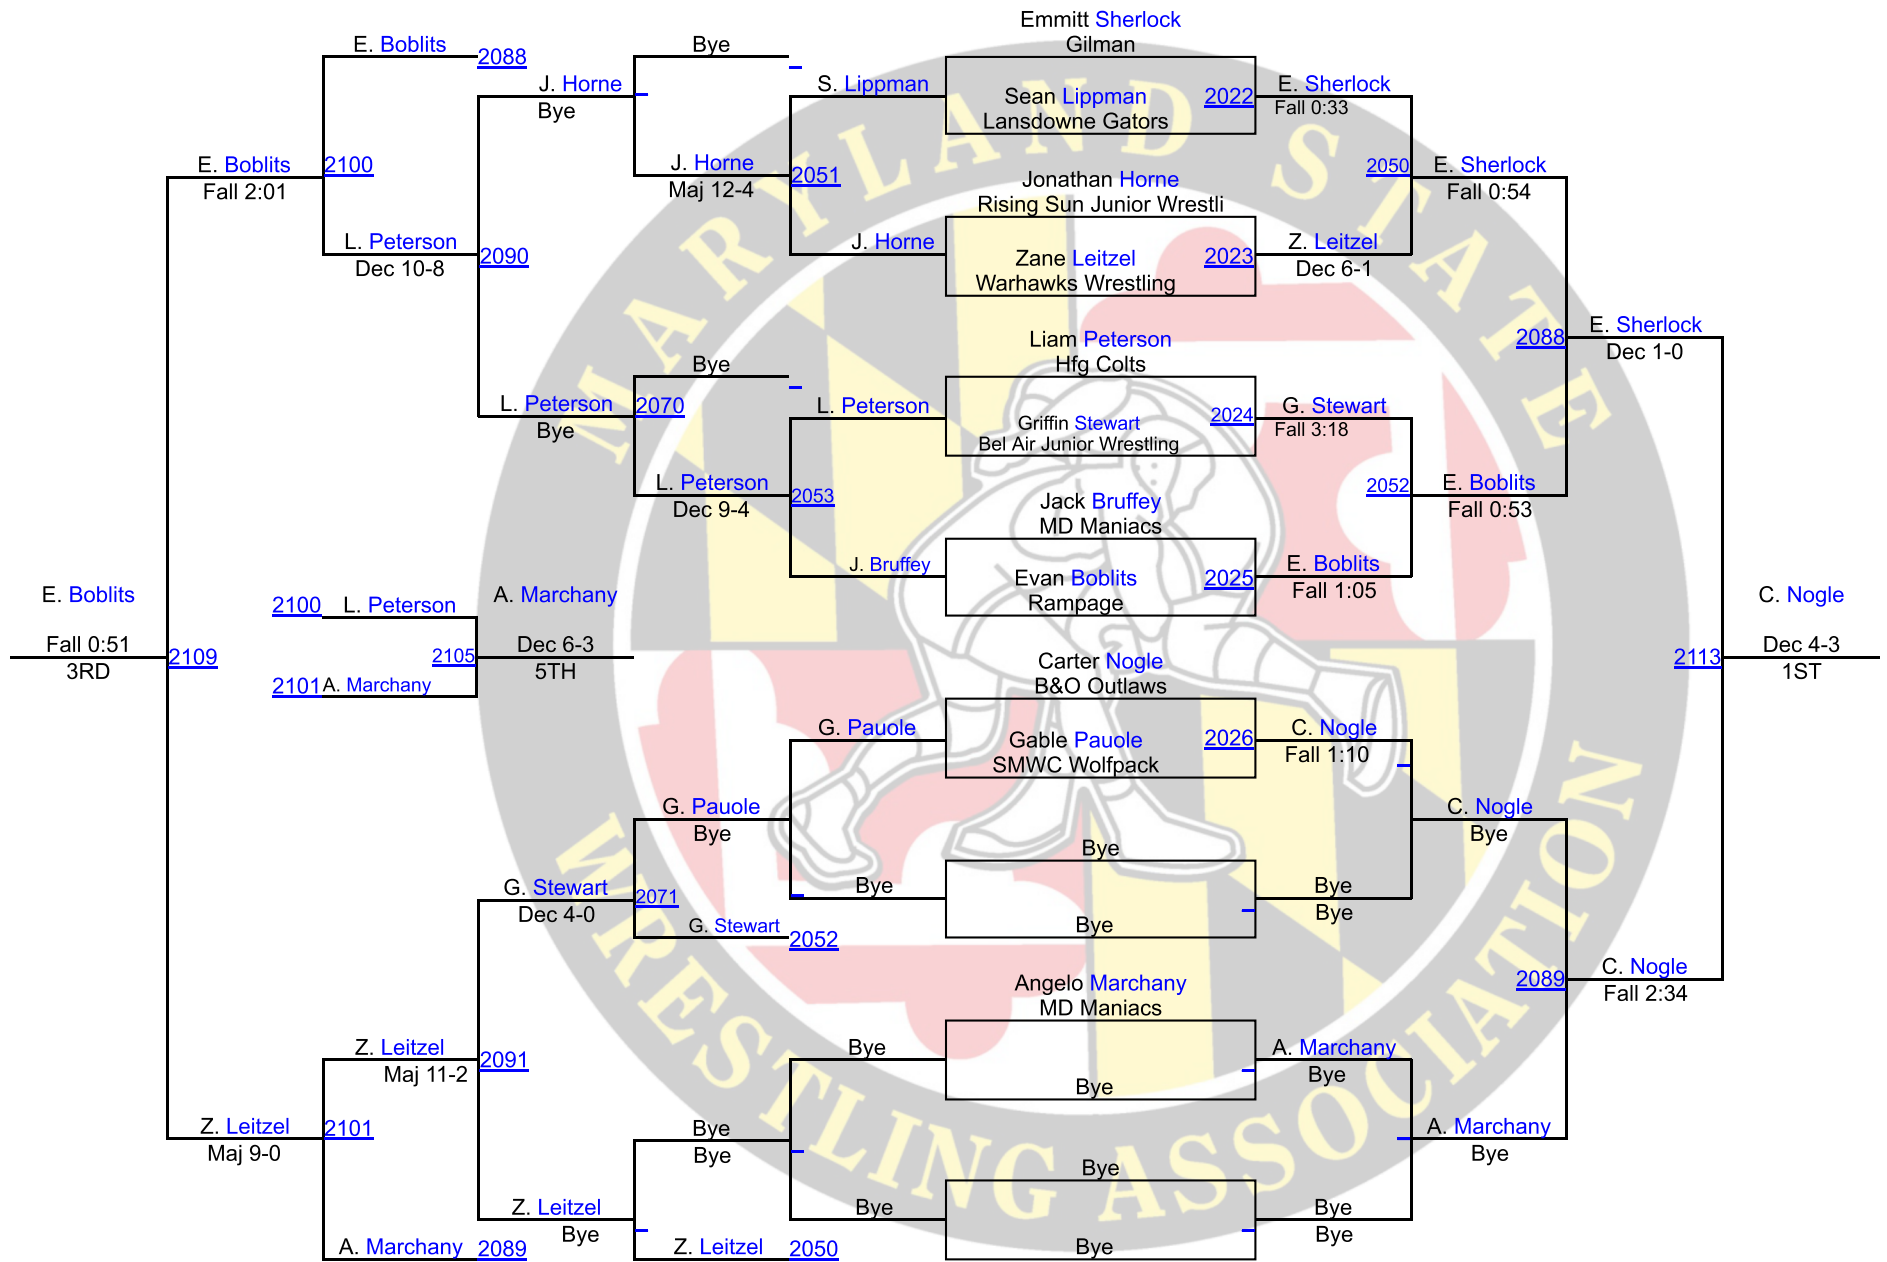 Emmitt Sherlock
E. Boblits
Bye
Gilman
2088
J. Horne
S. Lippman
E. Sherlock
Bye
Sean Lippman
2022
Fall 0:33
Lansdowne Gators
E. Boblits
2100
J. Horne
2050
E. Sherlock
Fall 2:01
Maj 12-4
2051
Jonathan Horne
Fall 0:54
Rising Sun Junior Wrestli
L. Peterson
J. Horne
Z. Leitzel
Dec 10-8
2090
Zane Leitzel
2023
Dec 6-1
Warhawks Wrestling
E. Sherlock
2088
Liam Peterson
Dec 1-0
Bye
Hfg Colts
L. Peterson
2070
L. Peterson
G. Stewart
Bye
Griffin Stewart
2024
Fall 3:18
Bel Air Junior Wrestling
L. Peterson
2053
2052
E. Boblits
Dec 9-4
Jack Bruffey
Fall 0:53
MD Maniacs
J. Bruffey
E. Boblits
Evan Boblits
2025
Fall 1:05
Rampage
E. Boblits
2100
L. Peterson
A. Marchany
C. Nogle
Fall 0:51
2109
2105
Dec 6-3
2113
Dec 4-3
3RD
5TH
1ST
2101
A. Marchany
Carter Nogle
B&O Outlaws
G. Pauole
C. Nogle
Gable Pauole
2026
Fall 1:10
SMWC Wolfpack
G. Pauole
C. Nogle
Bye
Bye
Bye
G. Stewart
2071
Bye
Bye
Dec 4-0
Bye
G. Stewart
2052
Bye
C. Nogle
2089
Angelo Marchany
Fall 2:34
MD Maniacs
Z. Leitzel
2091
Bye
A. Marchany
Maj 11-2
Bye
Bye
Z. Leitzel
2101
Bye
A. Marchany
Maj 9-0
Bye
Bye
Bye
Z. Leitzel
Bye
Bye
Bye
Bye
A. Marchany
2089
Z. Leitzel
2050
Bye
MARYLAND STATE
WRESTLING ASSOCIATION